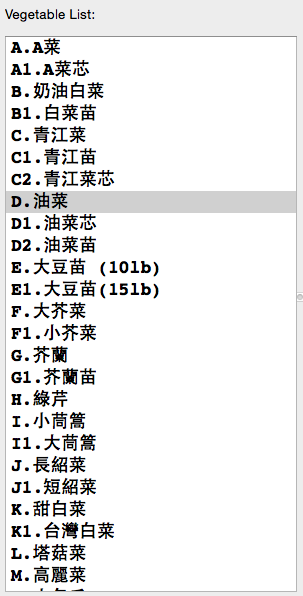 Vegetable List:
A.A菜
A1.A菜芯
B.奶油白菜
B1.白菜苗
C.青江菜
C1.青江苗
C2.青江菜芯
D.油菜
D1.油菜芯
D2.油菜苗
E.大豆苗 (10lb)
E1.大豆苗(15lb)
F.大芥菜
F1.小芥菜
G.芥蘭
G1.芥蘭苗
H.綠芹
I.小茼蒿
I1.大茼蒿
J.長紹菜
J1.短紹菜
K.甜白菜
K1.台灣白菜
L.塔菇菜
M.高麗菜